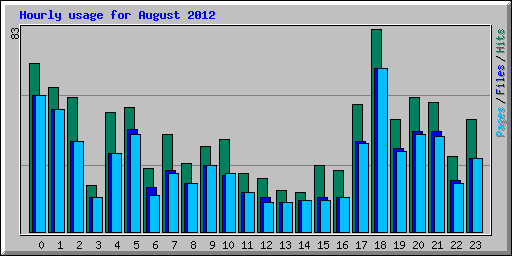 Hourly usage for August 2012
83
Pages/Files/Hits
0 1 2 3 4 5 6 7 8 9 10 11 12 13 14 15 16 17 18 19 20 21 22 23